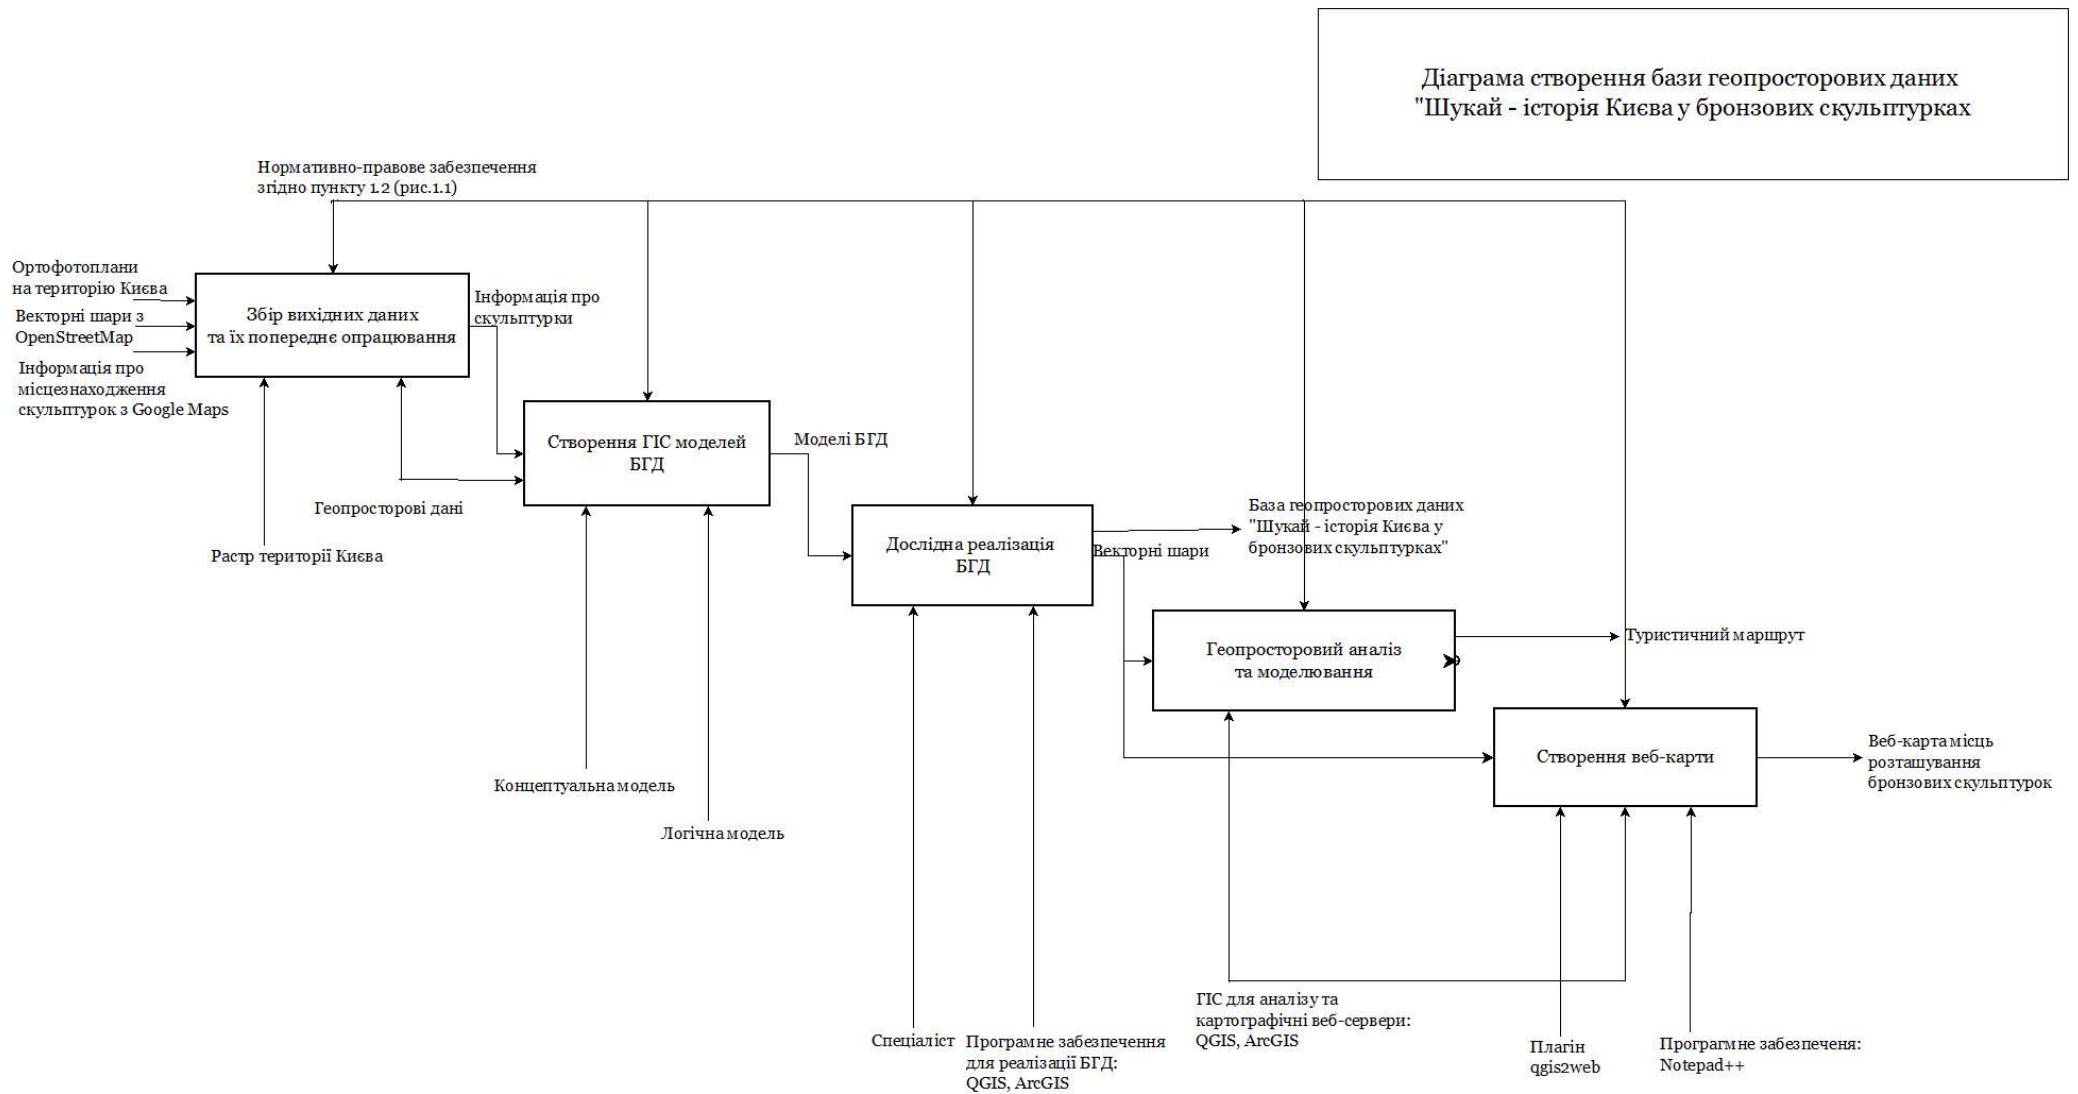 Діаграма створення бази геопросторових даних
"Шукай - історія Києва у бронзових скульптурках
Нормативно-правове забезпечення
згідно пункту 1.2 (рис.1.1)
Ортофотоплани
на територію Києва
Векторні шари з
OpenStreetMap
Інформація про
місцезнаходження
скульптурок з Google Maps
Збір вихідних даних
та їх попереднє опрацювання
Інформація про
скульптурки
Геопросторові дані
Растр території Києва
Створення ГІС моделей
БГД
Моделі БГД
Концептуальна модель
Логічна модель
Дослідна реалізація
БГД
База геопросторових даних
"Шукай - історія Києва у
бронзових скульптурках"
Векторні шари
Спеціаліст
Програмне забезпечення
для реалізації БГД:
QGIS, ArcGIS
Геопросторовий аналіз
та моделювання
Туристичний маршрут
ГІС для аналізу та
картографічні веб-сервери:
QGIS, ArcGIS
Створення веб-карти
Веб-карта місць
розташування
бронзових скульптурок
Плагін
qgis2web
Програгмне забезпеченя:
Notepad++